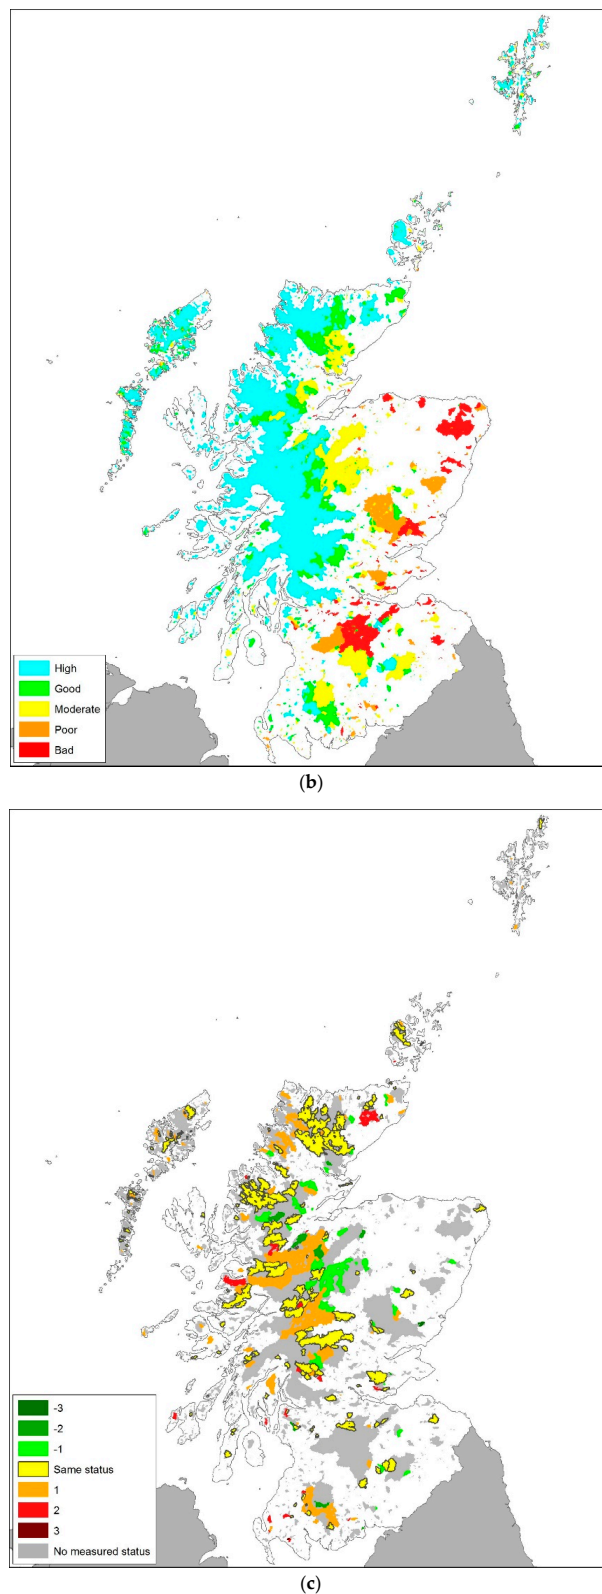 High
Good
Moderate
Poor
Bad
(b)
-3
-2
-1
Same status
1
2
3
No measured status
(c)